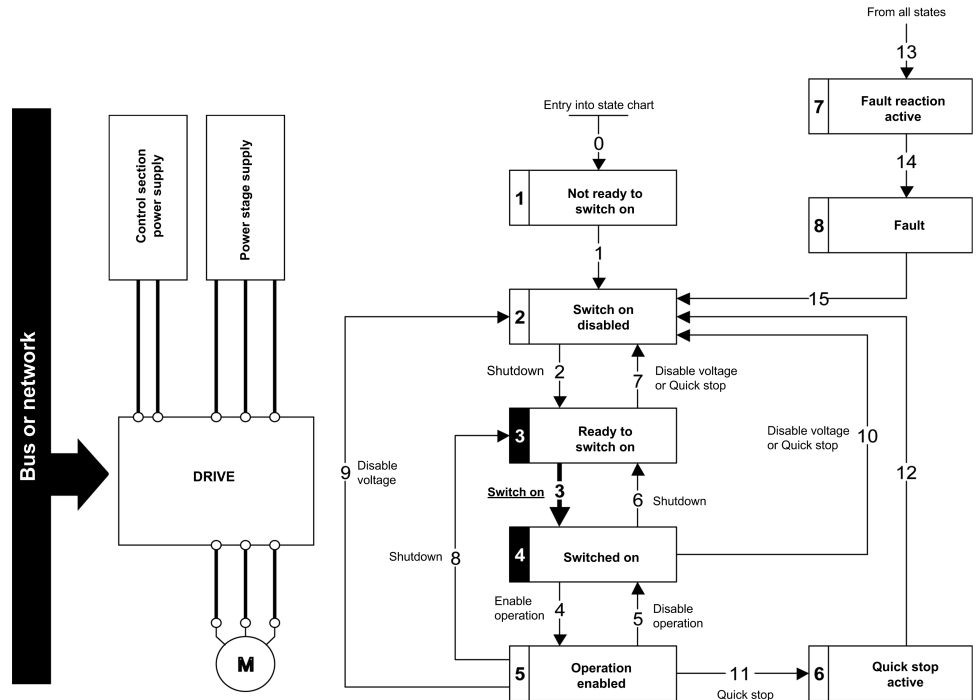 From all states
13
7
Fault reaction
active
14
8
Fault
15
Bus or network
Control section
power supply
Power stage supply
DRIVE
M
Entry into state chart
0
1
Not ready to
switch on
1
2
Switch on
disabled
Shutdown
2
7
Disable voltage
or Quick stop
3
Ready to
switch on
Switch on
3
6
Shutdown
4
Switched on
Enable
operation
4
5
Disable
operation
5
Operation
enabled
9
Disable
voltage
Shutdown
8
Disable voltage
or Quick stop
10
12
11
Quick stop
6
Quick stop
active